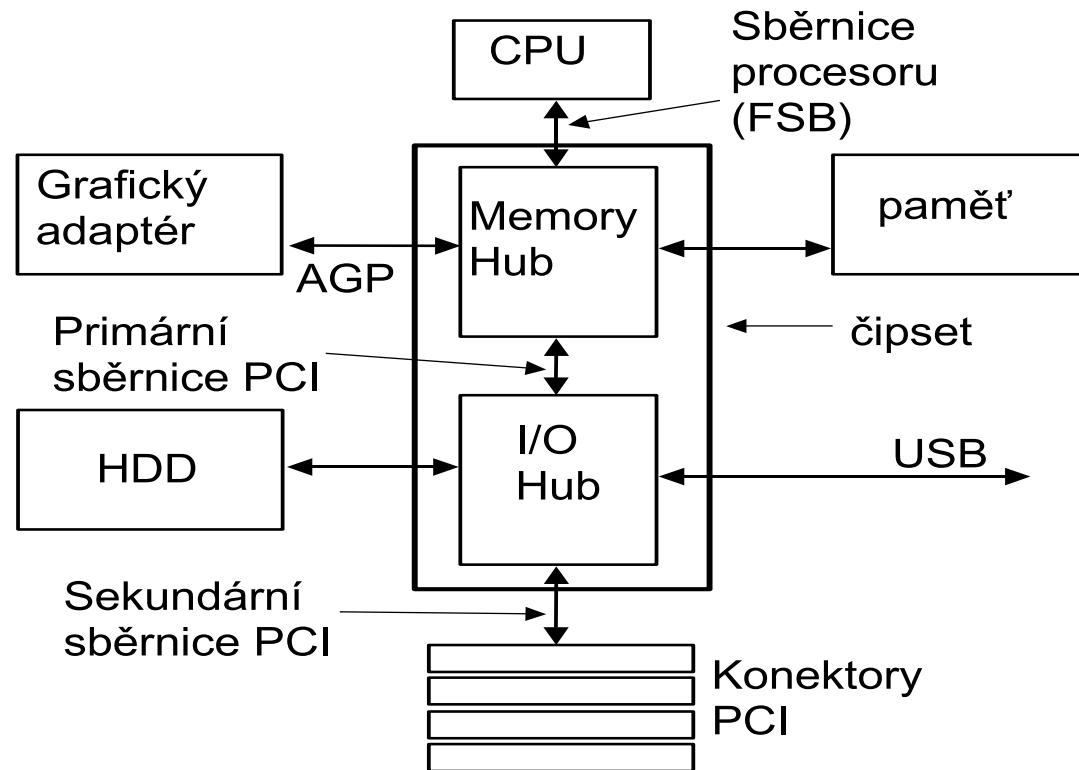 CPU
Sběrnice
procesoru
(FSB)
Grafický
adaptér
Memory
Hub
paměť
AGP
čipset
Primární
sběrnice PCI
HDD
I/O
Hub
USB
Sekundární
sběrnice PCI
Konektory
PCI